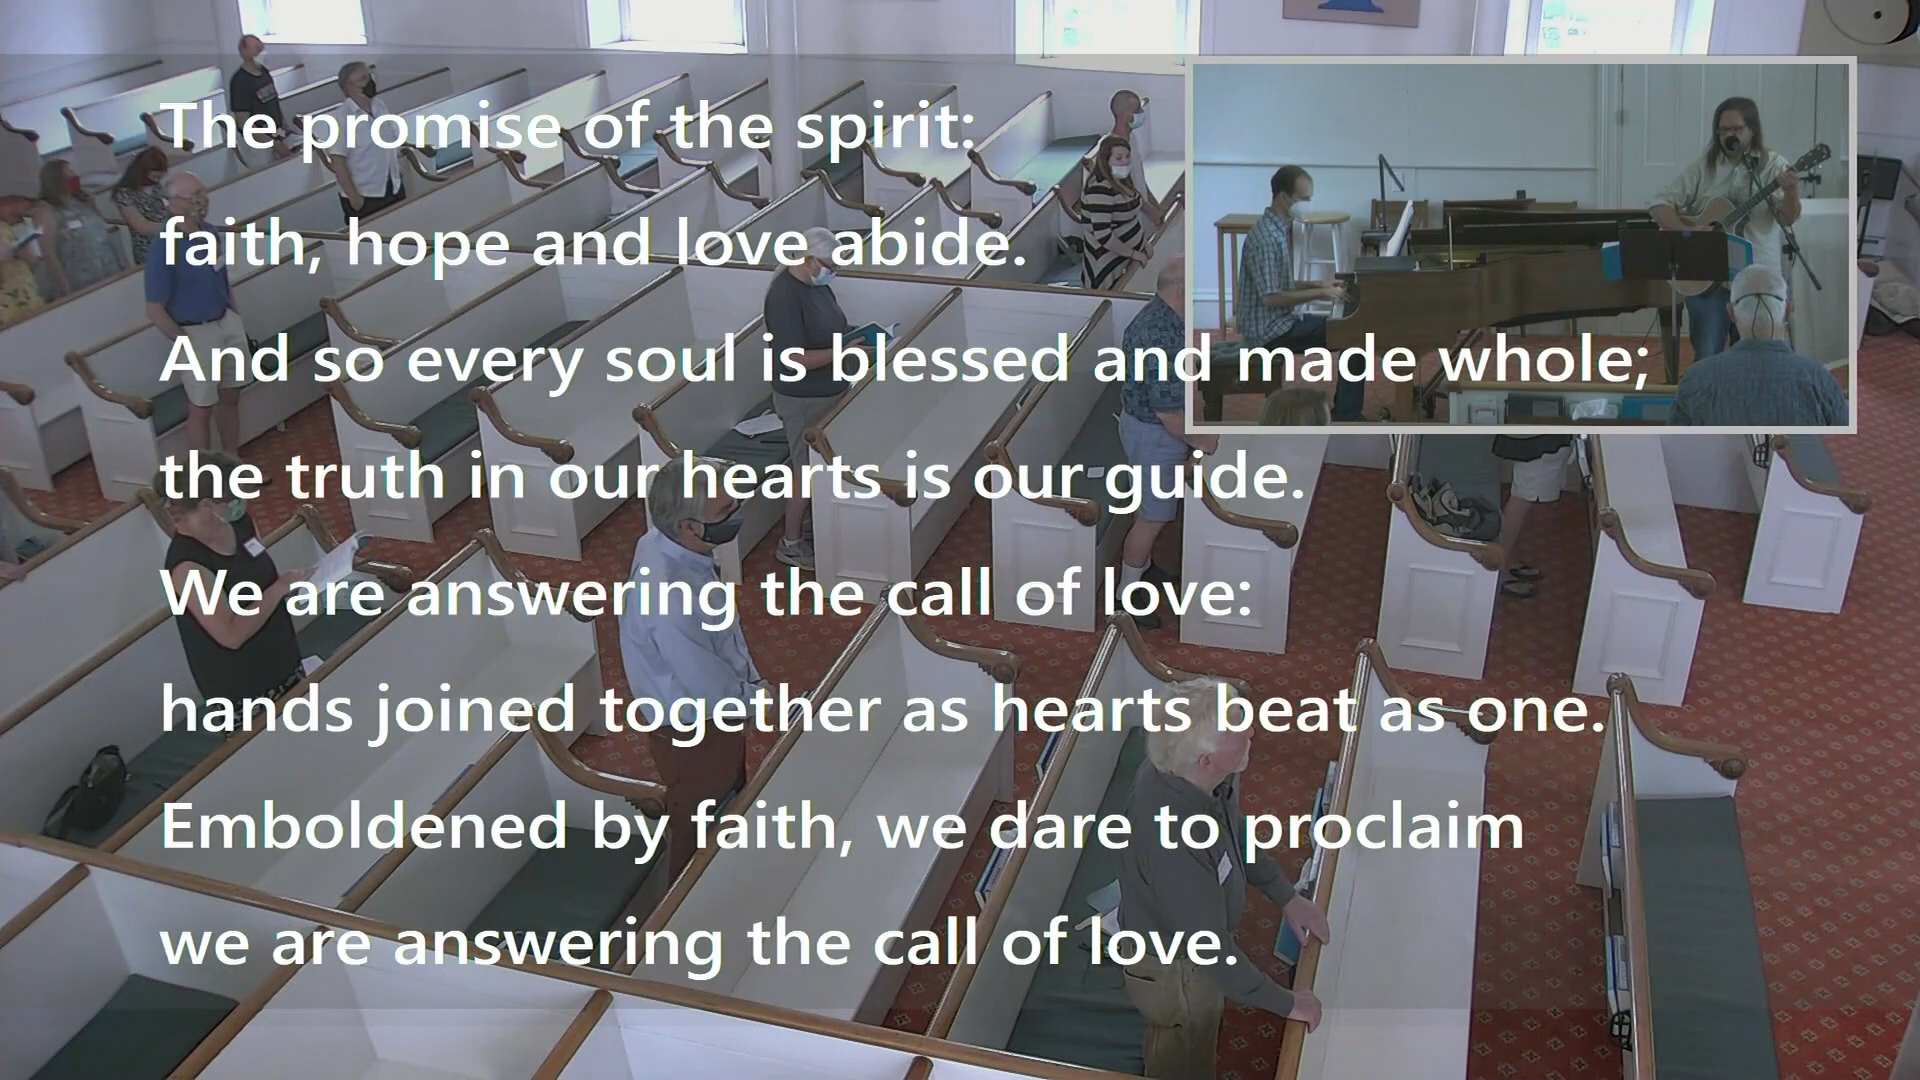 The promise of the spirit:
faith, hope and love abide.
And so every soul is blessed and made whole;
the truth in our hearts is our guide.
We are answering the call of love:
hands joined together as hearts beat as one.
Emboldened by faith, we dare to proclaim
we are answering the call of love.